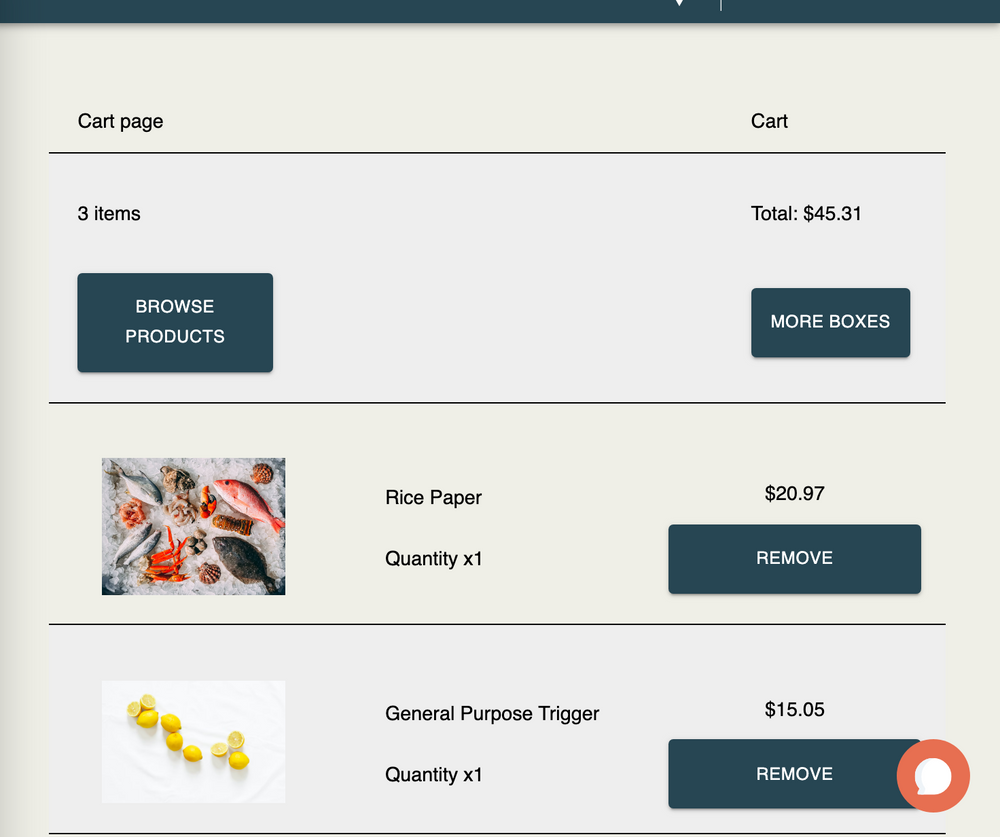 Cart page
Cart
3 items
Total: $45.31
BROWSE
PRODUCTS
MORE BOXES
Rice Paper
$20.97
Quantity x1
REMOVE
General Purpose Trigger
$15.05
Quantity x1
REMOVE